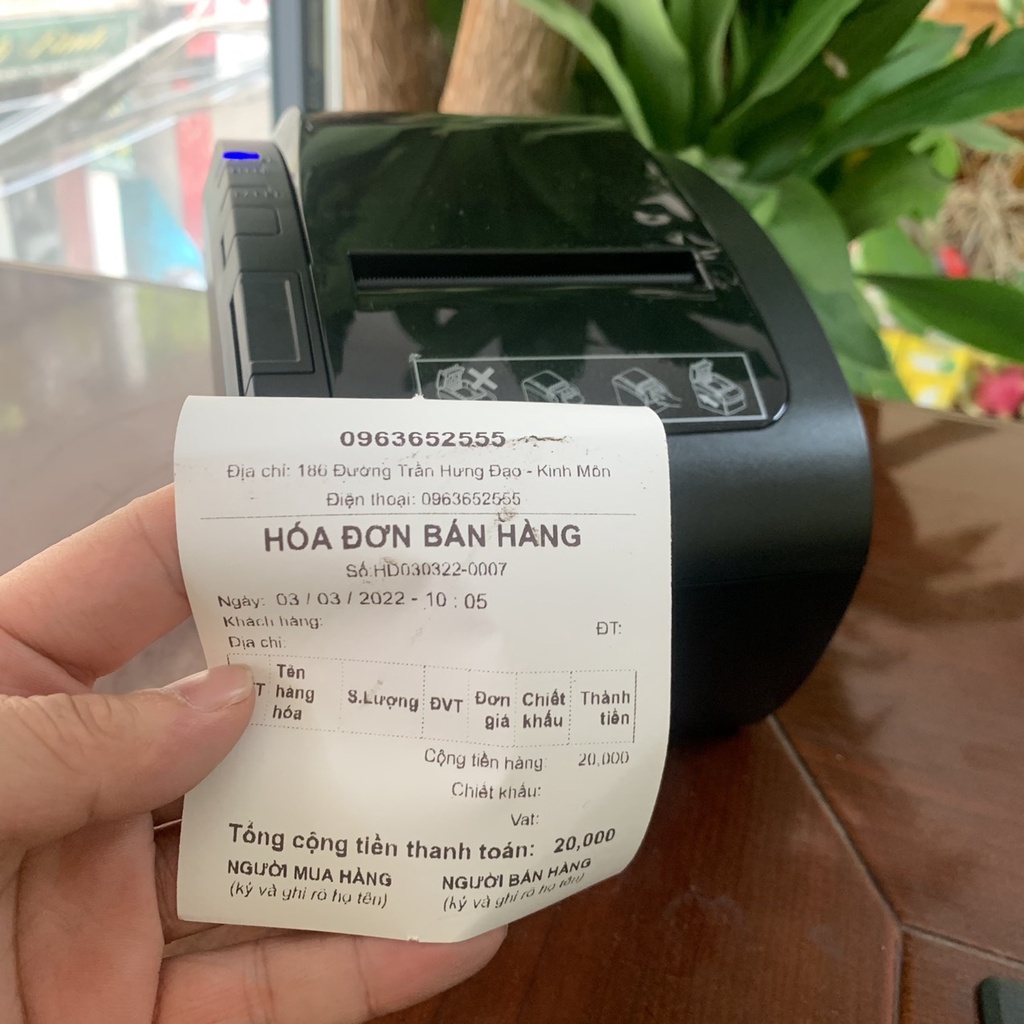 0963652555
Địa chỉ: 186 Đường Trần Hưng Đạo - Kinh Môn
Điện thoại: 0963652555
HÓA ĐƠN BÁN HÀNG
Số:HD030322-0007
Ngày: 03 / 03 / 2022 - 10 : 05
Khách hàng:
ĐT:
Địa chỉ:
T Tên hàng hóa S.Lượng ĐVT Đơn giá Chiết khấu Thành tiền
Cộng tiền hàng: 20,000
Chiết khấu:
Vat:
Tổng cộng tiền thanh toán: 20,000
NGƯỜI MUA HÀNG NGƯỜI BÁN HÀNG
(ký và ghi rõ họ tên) (ký và ghi rõ họ tên)